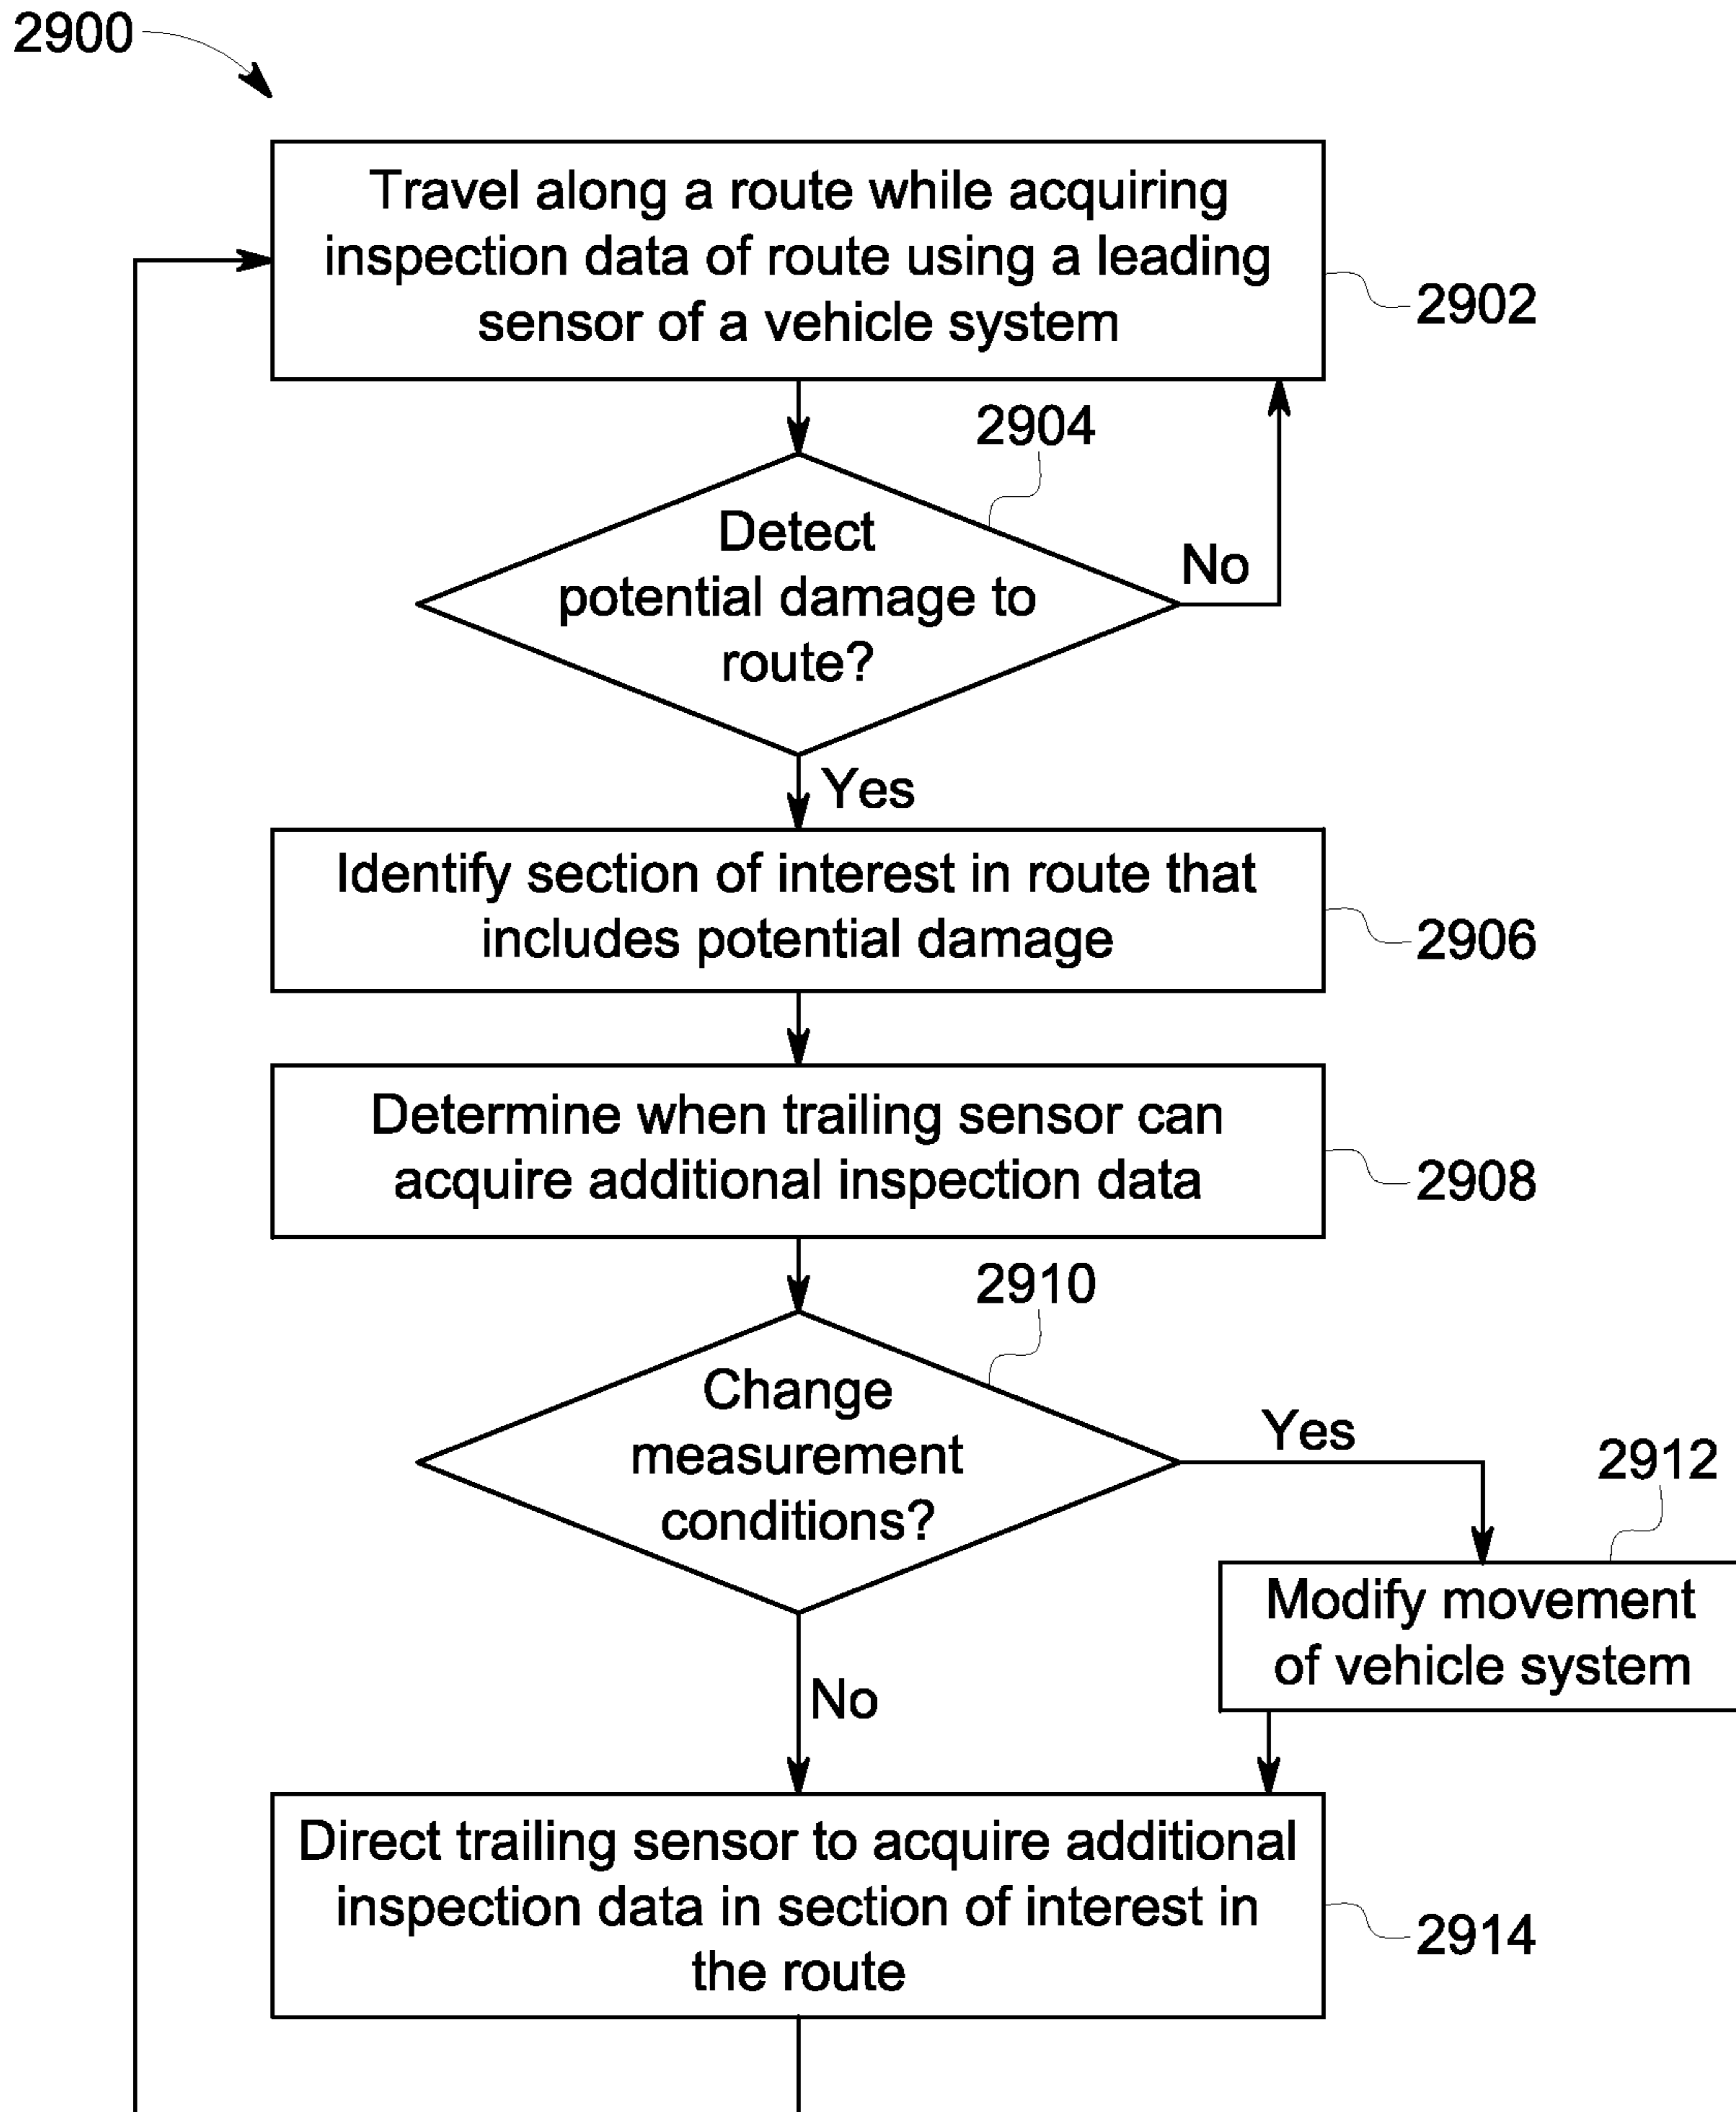 2900
Travel along a route while acquiring
inspection data of route using a leading
sensor of a vehicle system
2902
2904
Detect
potential damage to
route?
No
Yes
Identify section of interest in route that
includes potential damage
2906
Determine when trailing sensor can
acquire additional inspection data
2908
2910
Change
measurement
conditions?
Yes
2912
Modify movement
of vehicle system
No
Direct trailing sensor to acquire additional
inspection data in section of interest in
the route
2914